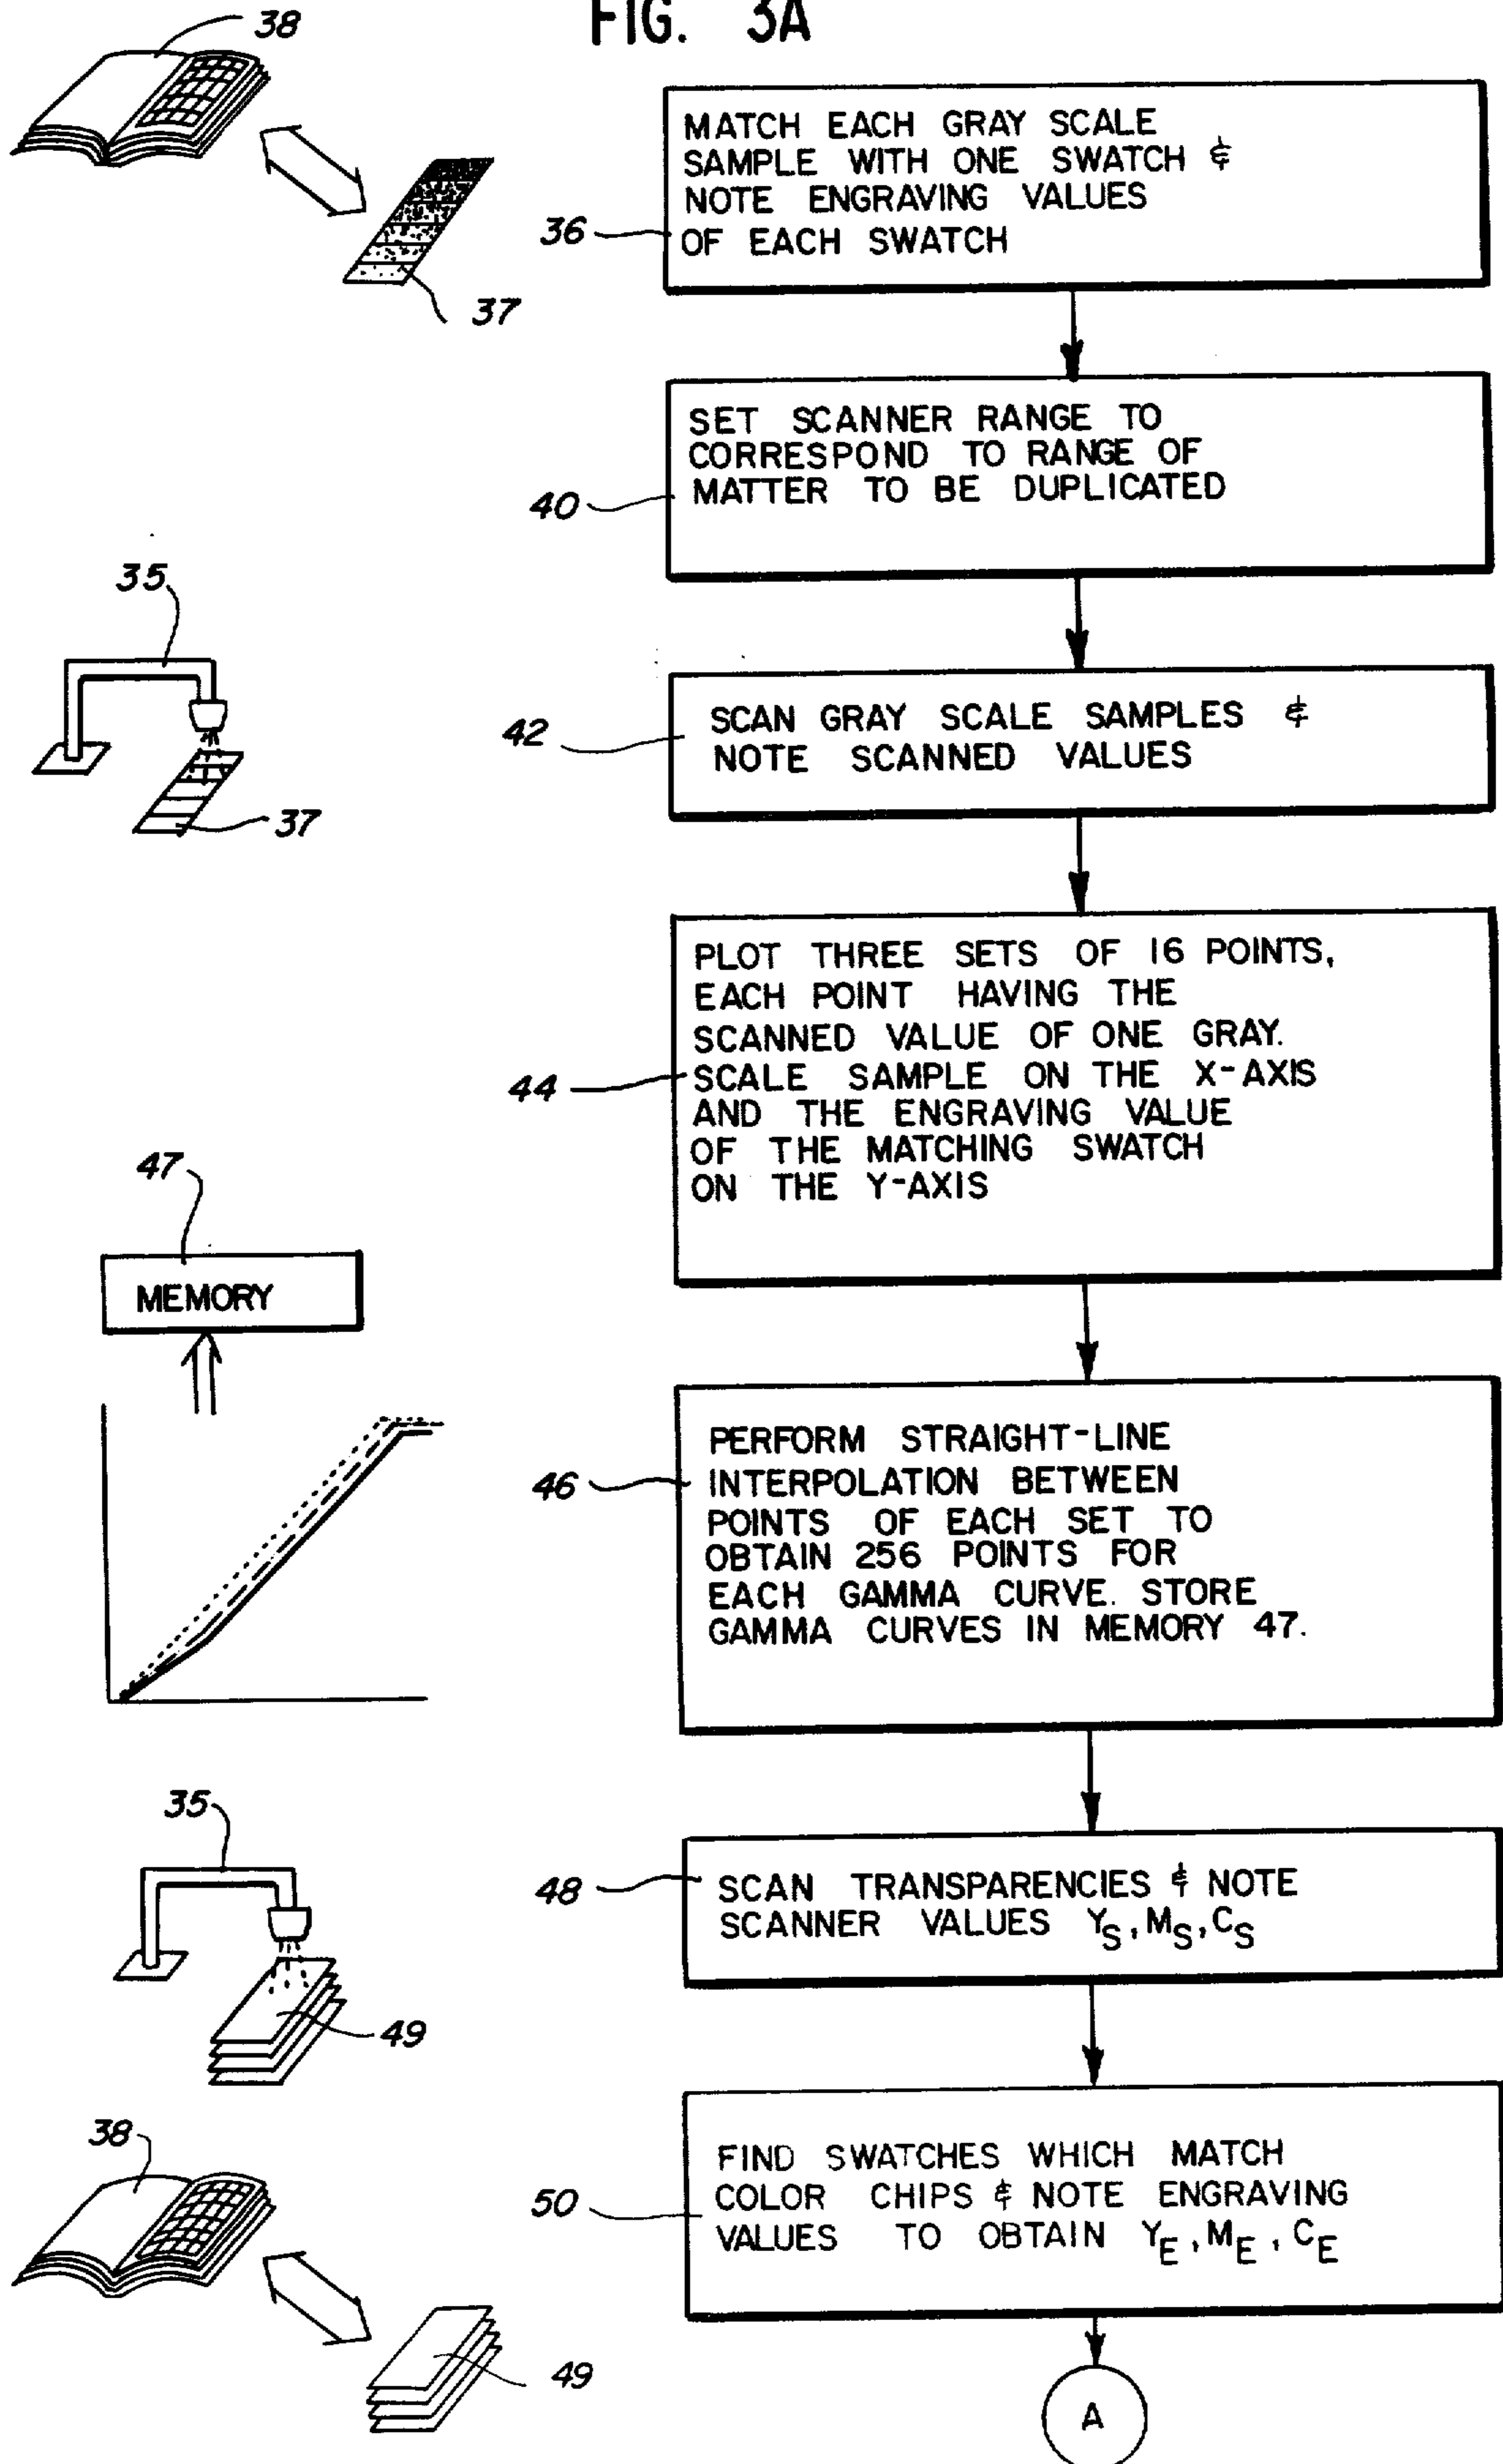 FIG. 3A
38
37
MATCH EACH GRAY SCALE
SAMPLE WITH ONE SWATCH &
NOTE ENGRAVING VALUES
OF EACH SWATCH
36
SET SCANNER RANGE TO
CORRESPOND TO RANGE OF
MATTER TO BE DUPLICATED
40
35
37
SCAN GRAY SCALE SAMPLES &
NOTE SCANNED VALUES
42
PLOT THREE SETS OF 16 POINTS,
EACH POINT HAVING THE
SCANNED VALUE OF ONE GRAY.
SCALE SAMPLE ON THE X-AXIS
AND THE ENGRAVING VALUE
OF THE MATCHING SWATCH
ON THE Y-AXIS
44
47
MEMORY
PERFORM STRAIGHT-LINE
INTERPOLATION BETWEEN
POINTS OF EACH SET TO
OBTAIN 256 POINTS FOR
EACH GAMMA CURVE. STORE
GAMMA CURVES IN MEMORY 47.
46
35
49
SCAN TRANSPARENCIES & NOTE
SCANNER VALUES YS, MS, CS
48
38
49
FIND SWATCHES WHICH MATCH
COLOR CHIPS & NOTE ENGRAVING
VALUES TO OBTAIN YE, ME, CE
50
A